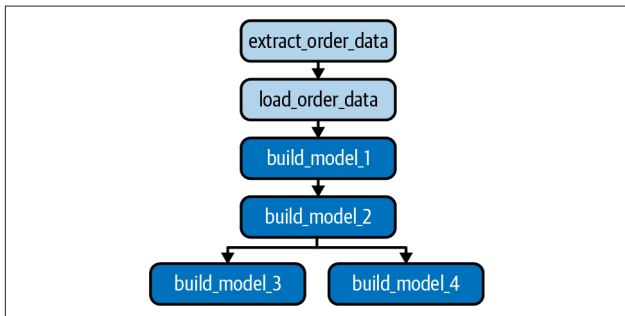 extract_order_data
load_order_data
build_model_1
build_model_2
build_model_3
build_model_4